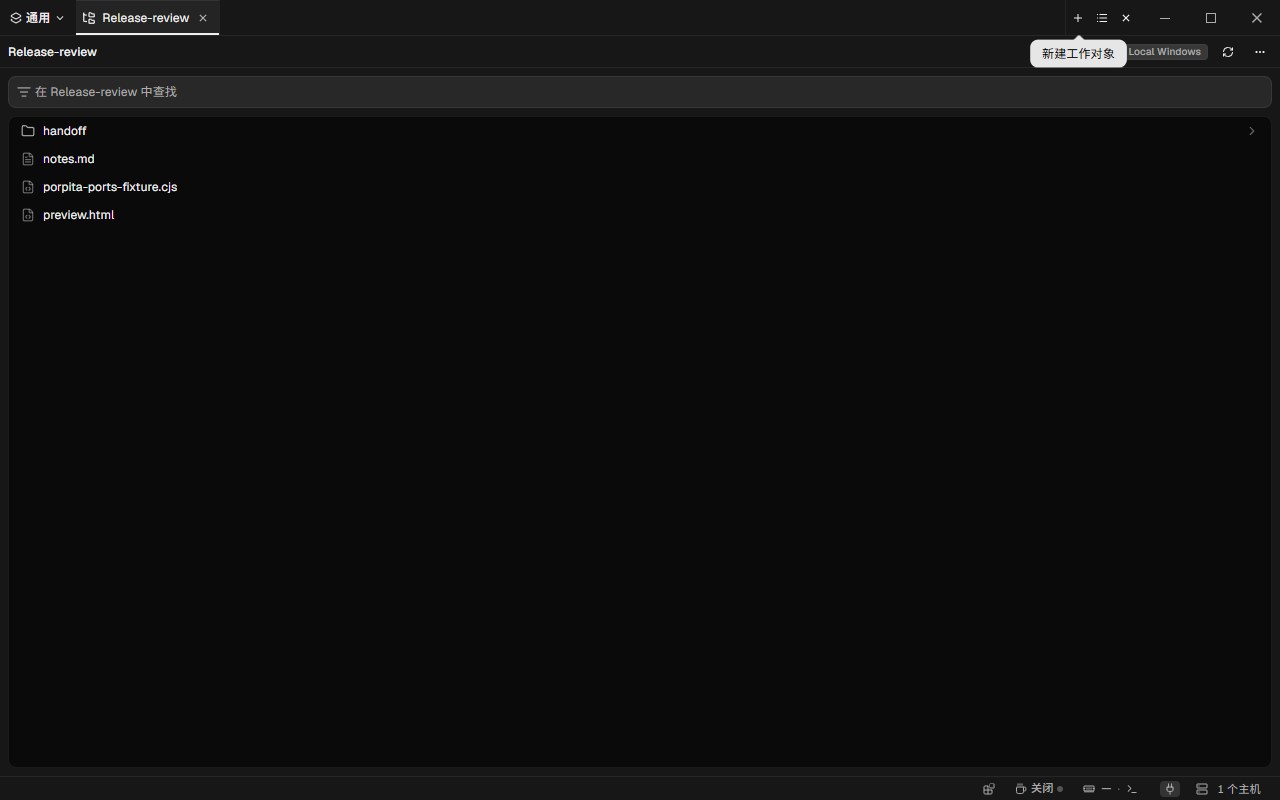 通用
Release-review
Release-review
新建工作对象
Local Windows
在 Release-review 中查找
handoff
notes.md
porpita-ports-fixture.cjs
preview.html
关闭
1 个主机